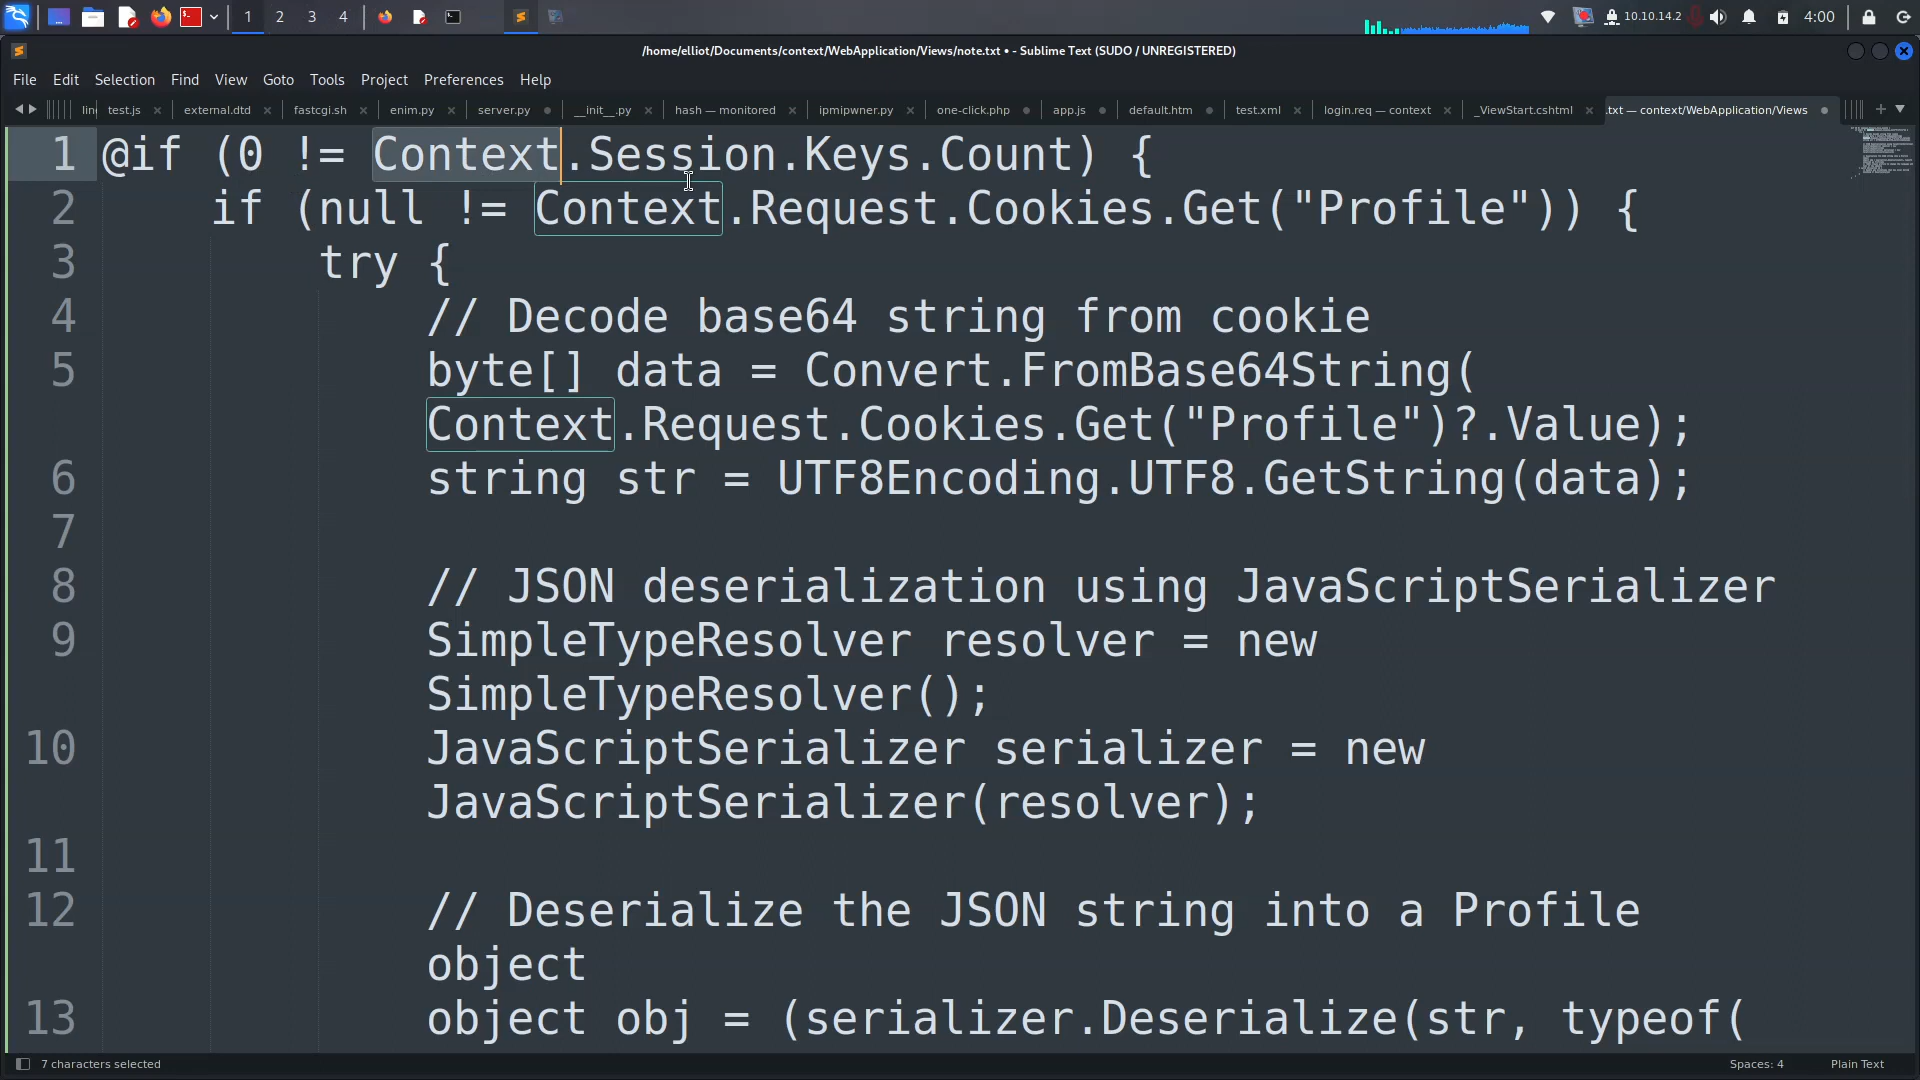 1 2 3 4 10.10.14.2 4:00
/home/elliot/Documents/context/WebApplication/Views/note.txt • - Sublime Text (SUDO / UNREGISTERED)
File Edit Selection Find View Goto Tools Project Preferences Help
test.js external.dtd fastcgi.sh enim.py server.py __init__.py hash — monitored ipmipwner.py one-click.php app.js default.htm test.xml login.req — context _ViewStart.cshtml .txt — context/WebApplication/Views
1 @if (0 != Context.Session.Keys.Count) {
2 if (null != Context.Request.Cookies.Get("Profile")) {
3 try {
4 // Decode base64 string from cookie
5 byte[] data = Convert.FromBase64String(
Context.Request.Cookies.Get("Profile")?.Value);
6 string str = UTF8Encoding.UTF8.GetString(data);
7
8 // JSON deserialization using JavaScriptSerializer
9 SimpleTypeResolver resolver = new
SimpleTypeResolver();
10 JavaScriptSerializer serializer = new
JavaScriptSerializer(resolver);
11
12 // Deserialize the JSON string into a Profile
object
13 object obj = (serializer.Deserialize(str, typeof(
7 characters selected Spaces: 4 Plain Text